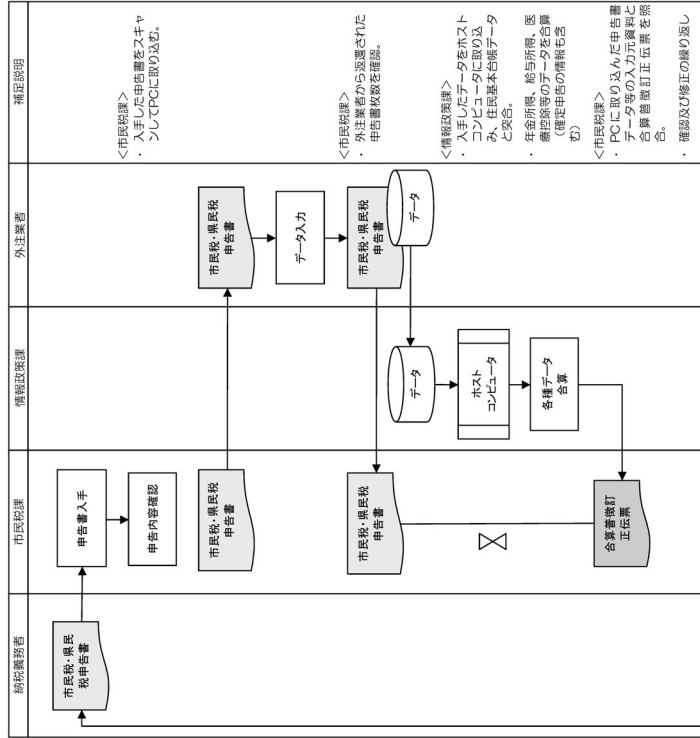 納税義務者
市民税課
情報政策課
外注業者
補足説明
市民税・県民
税申告書
申告書入手
申告内容確認
市民税・県民税
申告書
市民税・県民税
申告書
データ入力
市民税・県民税
申告書
データ
市民税・県民税
申告書
データ
ホスト
コンピュータ
各種データ
合算
合算普徴訂
正伝票
<市民税課>
・ 入手した申告書をスキャ
ンしてPCに取り込む。
<市民税課>
・ 外注業者から返還された
申告書枚数を確認。
<情報政策課>
・ 入手したデータをホスト
コンピュータに取り込
み、住民基本台帳データ
と突合。
・ 年金所得、給与所得、医
療控除等のデータを合算
（確定申告の情報も含
む）
<市民税課>
・ PCに取り込んだ申告書
データ等の入力元資料と
合算普徴訂正伝票を照
合。
・ 確認及び修正の繰り返し